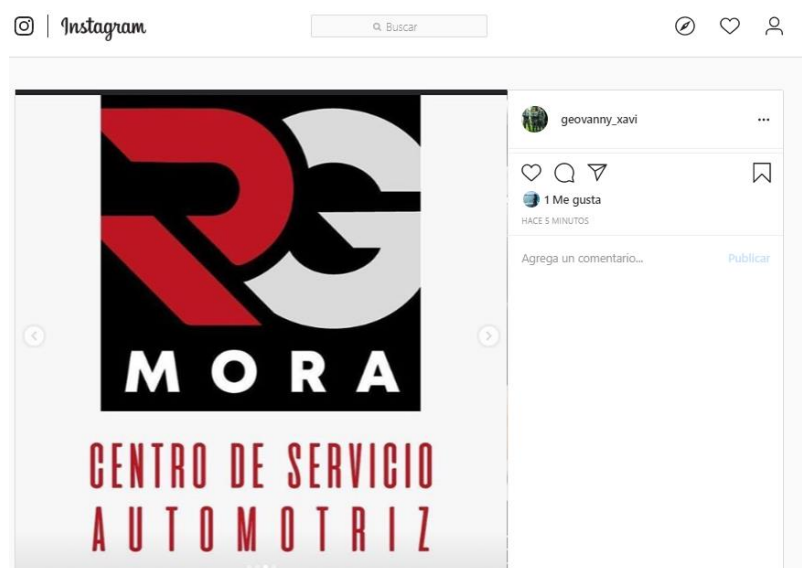 Instagram
Buscar
RG
MORA
CENTRO DE SERVICIO
AUTOMOTRIZ
geovanny_xavi
1 Me gusta
HACE 5 MINUTOS
Agrega un comentario... Publicar